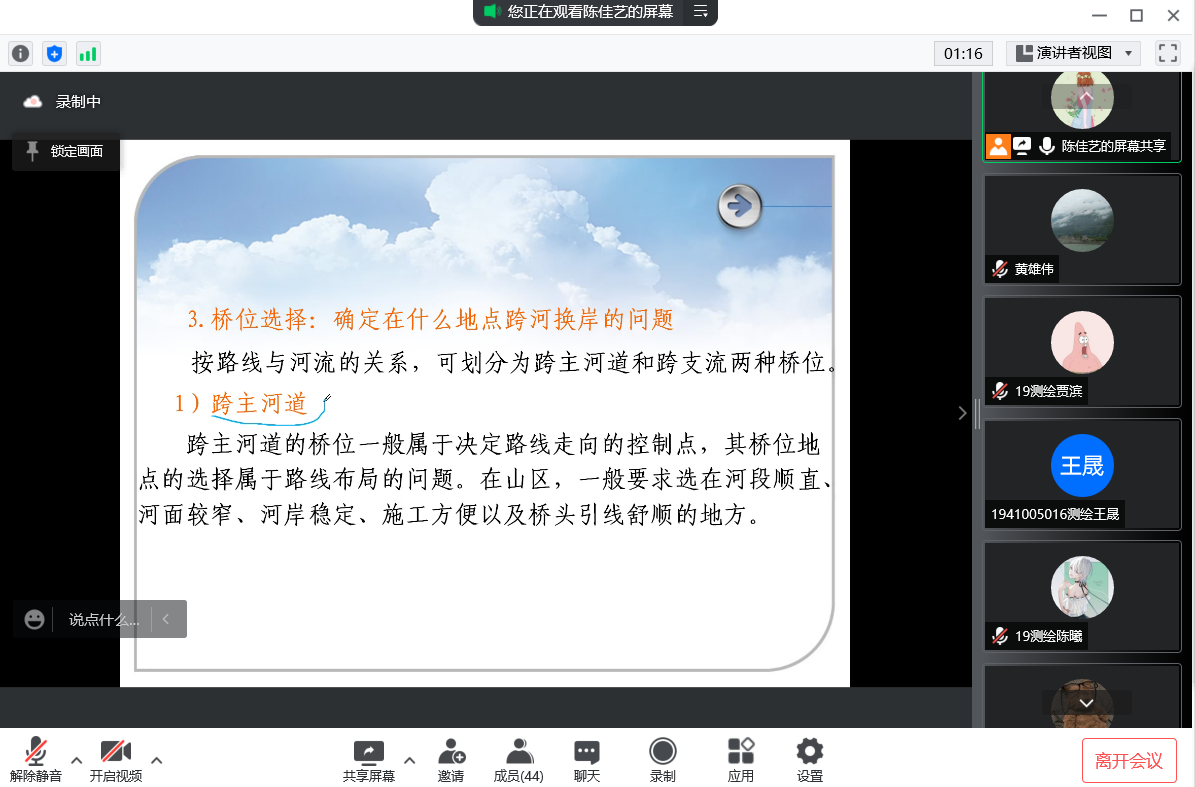 您正在观看陈佳艺的屏幕
01:16
演讲者视图
录制中
锁定画面
3.桥位选择：确定在什么地点跨河换岸的问题
按路线与河流的关系，可划分为跨主河道和跨支流两种桥位。
1）跨主河道
跨主河道的桥位一般属于决定路线走向的控制点，其桥位地
点的选择属于路线布局的问题。在山区，一般要求选在河段顺直、
河面较窄、河岸稳定、施工方便以及桥头引线舒顺的地方。
说点什么...
陈佳艺的屏幕共享
黄雄伟
19测绘贾滨
王晟
1941005016测绘王晟
19测绘陈曦
解除静音
开启视频
共享屏幕
邀请
成员(44)
聊天
录制
应用
设置
离开会议